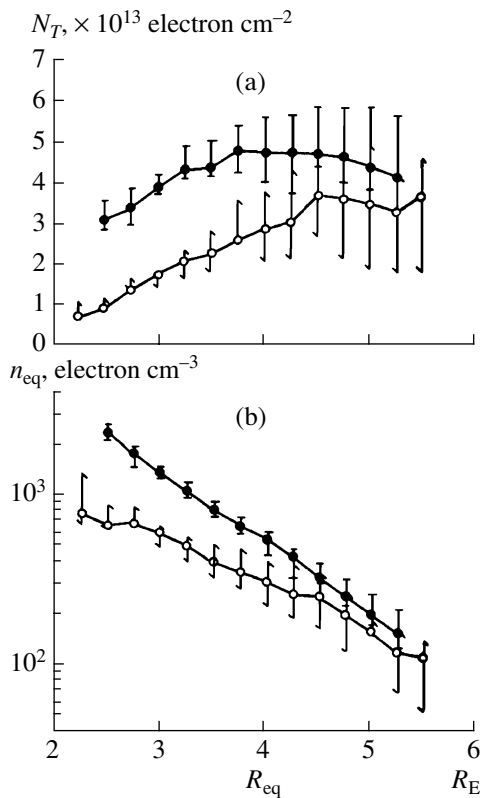 N_T, × 10^13 electron cm^–2
(a)
7
6
5
4
3
2
1
0
n_eq, electron cm^–3
(b)
10^3
10^2
2 3 4 5 6
R_eq R_E